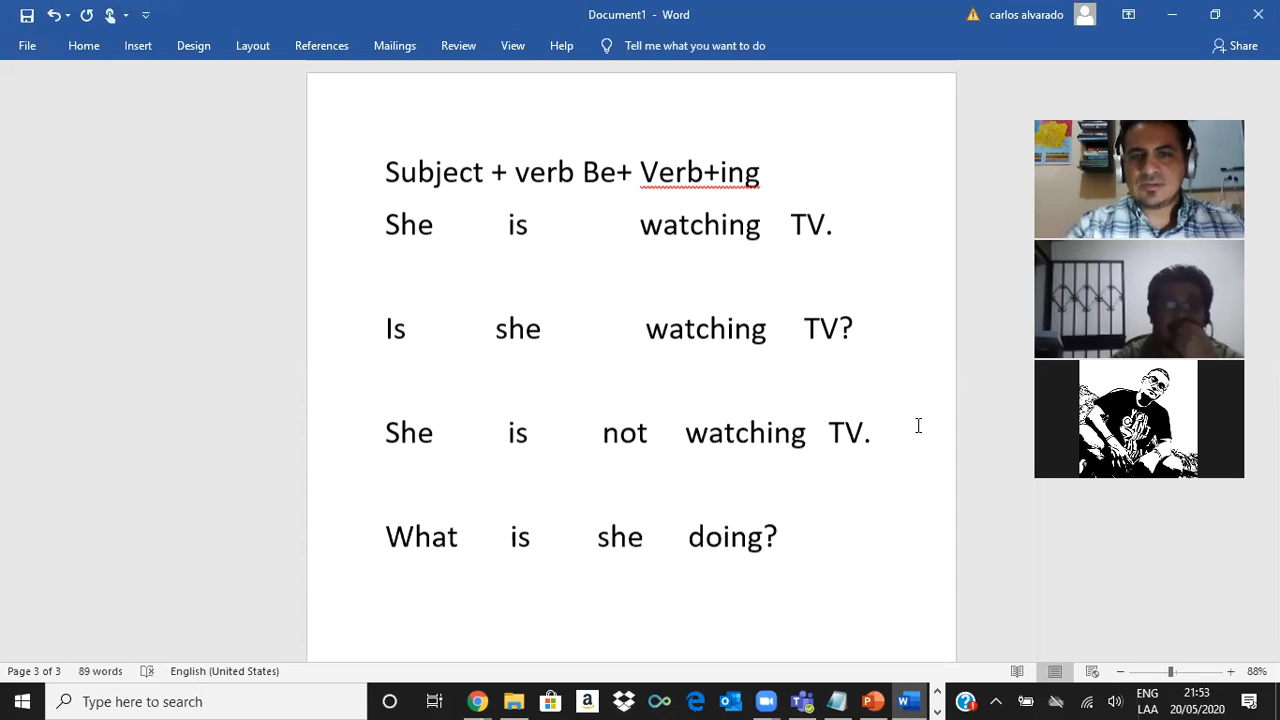 Document1 - Word
carlos alvarado
File Home Insert Design Layout References Mailings Review View Help Tell me what you want to do Share
Subject + verb Be+ Verb+ing
She is watching TV.
Is she watching TV?
She is not watching TV.
What is she doing?
Page 3 of 3 89 words English (United States) 88%
Type here to search
ENG 21:53
LAA 20/05/2020